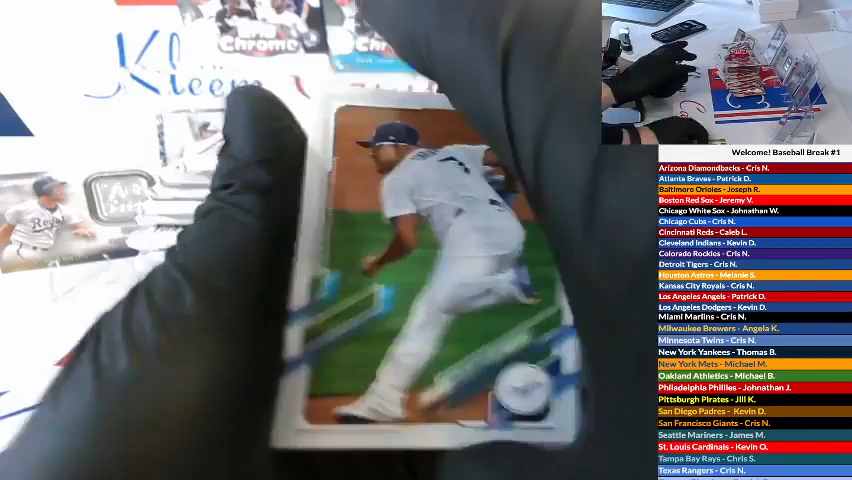 Chrome
Ch
Kleem
Royals
7
Welcome! Baseball Break #1
Arizona Diamondbacks - Cris N.
Atlanta Braves - Patrick D.
Baltimore Orioles - Joseph R.
Boston Red Sox - Jeremy V.
Chicago White Sox - Johnathan W.
Chicago Cubs - Cris N.
Cincinnati Reds - Caleb L.
Cleveland Indians - Kevin D.
Colorado Rockies - Cris N.
Detroit Tigers - Cris N.
Houston Astros - Melanie S.
Kansas City Royals - Cris N.
Los Angeles Angels - Patrick D.
Los Angeles Dodgers - Kevin D.
Miami Marlins - Cris N.
Milwaukee Brewers - Angela K.
Minnesota Twins - Cris N.
New York Yankees - Thomas B.
New York Mets - Michael M.
Oakland Athletics - Michael B.
Philadelphia Phillies - Johnathan J.
Pittsburgh Pirates - Jill K.
San Diego Padres - Kevin D.
San Francisco Giants - Cris N.
Seattle Mariners - James M.
St. Louis Cardinals - Kevin O.
Tampa Bay Rays - Chris S.
Texas Rangers - Cris N.